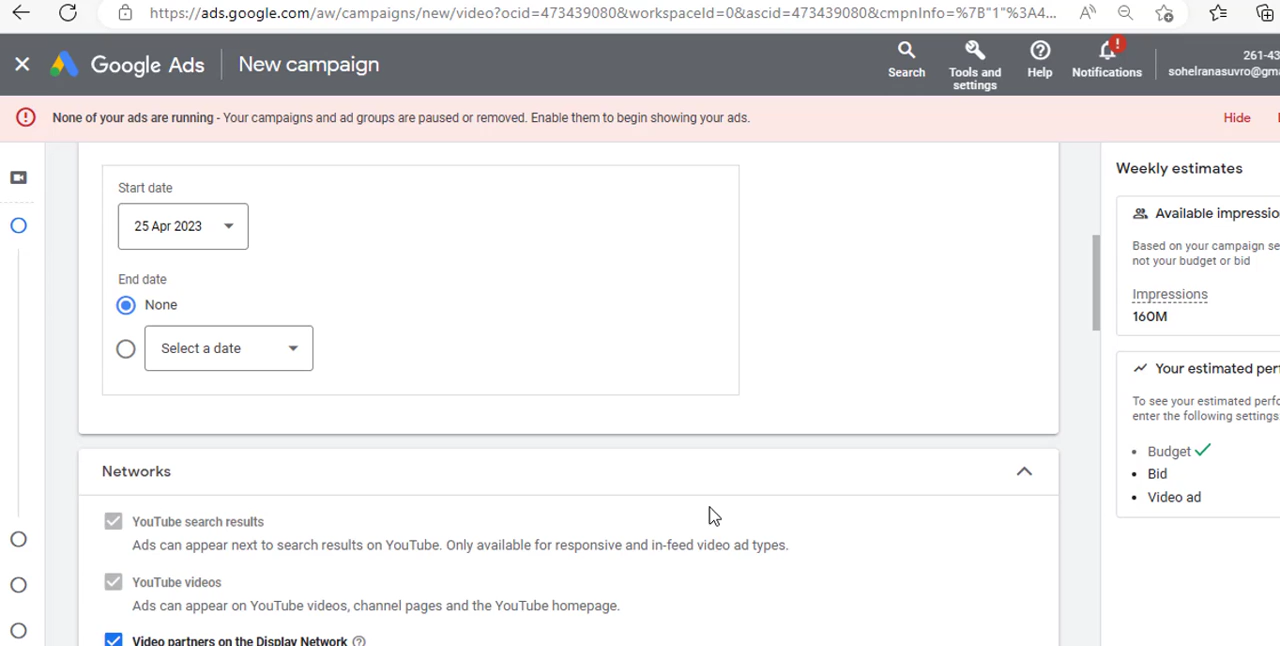 https://ads.google.com/aw/campaigns/new/video?ocid=473439080&workspaceId=0&ascid=473439080&cmpnInfo=%7B"1"%3A4...
Google Ads
New campaign
Search
Tools and settings
Help
Notifications
261-43
sohelranasuvro@gma
None of your ads are running - Your campaigns and ad groups are paused or removed. Enable them to begin showing your ads.
Hide
Start date
25 Apr 2023
End date
None
Select a date
Networks
YouTube search results
Ads can appear next to search results on YouTube. Only available for responsive and in-feed video ad types.
YouTube videos
Ads can appear on YouTube videos, channel pages and the YouTube homepage.
Video partners on the Display Network
Weekly estimates
Available impressio
Based on your campaign se
not your budget or bid
Impressions
160M
Your estimated perf
To see your estimated perfo
enter the following settings
Budget
Bid
Video ad